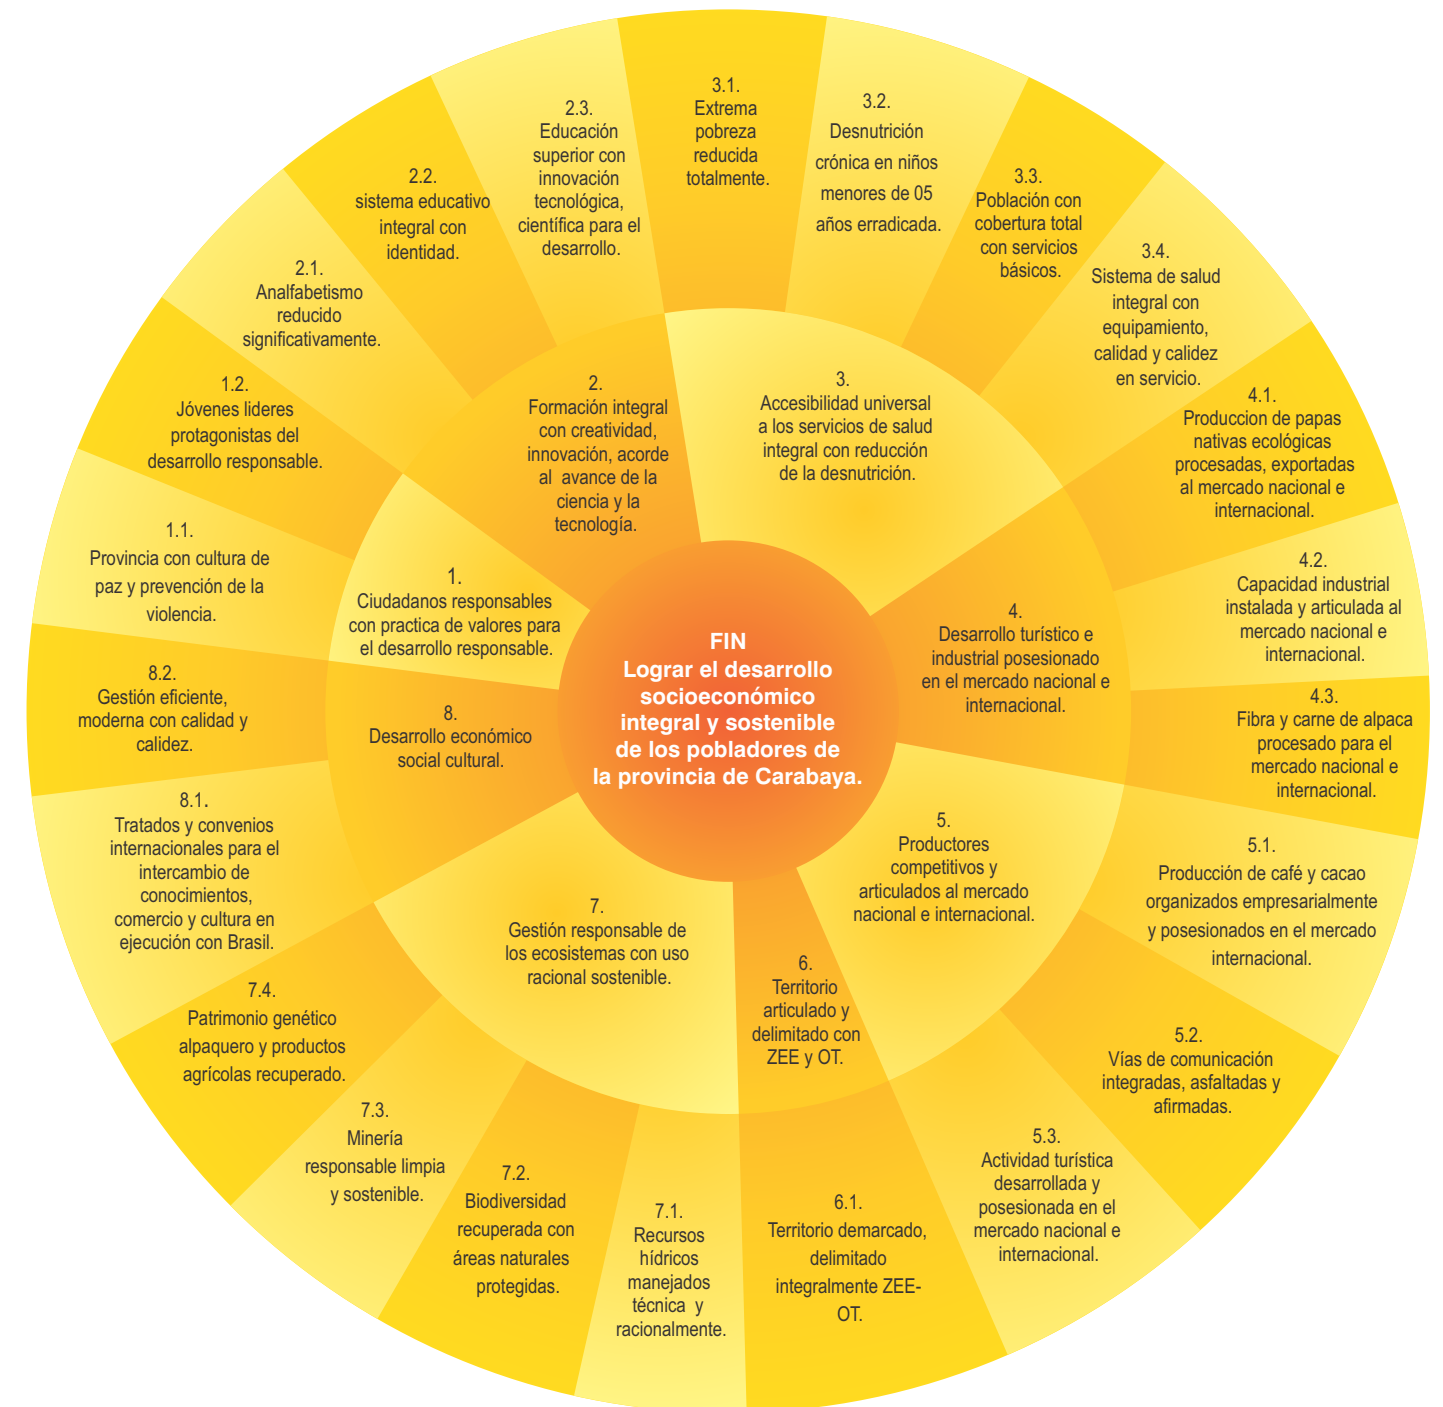 FIN
Lograr el desarrollo
socioeconómico
integral y sostenible
de los pobladores de
la provincia de Carabaya.
1.
Ciudadanos responsables
con practica de valores para
el desarrollo responsable.
1.1.
Provincia con cultura de
paz y prevención de la
violencia.
1.2.
Jóvenes lideres
protagonistas del
desarrollo responsable.
2.
Formación integral
con creatividad,
innovación, acorde
al avance de la
ciencia y la
tecnología.
2.1.
Analfabetismo
reducido
significativamente.
2.2.
sistema educativo
integral con
identidad.
2.3.
Educación
superior con
innovación
tecnológica,
científica para el
desarrollo.
3.
Accesibilidad universal
a los servicios de salud
integral con reducción
de la desnutrición.
3.1.
Extrema
pobreza
reducida
totalmente.
3.2.
Desnutrición
crónica en niños
menores de 05
años erradicada.
3.3.
Población con
cobertura total
con servicios
básicos.
3.4.
Sistema de salud
integral con
equipamiento,
calidad y calidez
en servicio.
4.
Desarrollo turístico e
industrial posesionado
en el mercado nacional e
internacional.
4.1.
Produccion de papas
nativas ecológicas
procesadas, exportadas
al mercado nacional e
internacional.
4.2.
Capacidad industrial
instalada y articulada al
mercado nacional e
internacional.
4.3.
Fibra y carne de alpaca
procesado para el
mercado nacional e
internacional.
5.
Productores
competitivos y
articulados al mercado
nacional e internacional.
5.1.
Producción de café y cacao
organizados empresarialmente
y posesionados en el mercado
internacional.
5.2.
Vías de comunicación
integradas, asfaltadas y
afirmadas.
5.3.
Actividad turística
desarrollada y
posesionada en el
mercado nacional e
internacional.
6.
Territorio
articulado y
delimitado con
ZEE y OT.
6.1.
Territorio demarcado,
delimitado
integralmente ZEE-
OT.
7.
Gestión responsable de
los ecosistemas con uso
racional sostenible.
7.1.
Recursos
hídricos
manejados
técnica y
racionalmente.
7.2.
Biodiversidad
recuperada con
áreas naturales
protegidas.
7.3.
Minería
responsable limpia
y sostenible.
7.4.
Patrimonio genético
alpaquero y productos
agrícolas recuperado.
8.
Desarrollo económico
social cultural.
8.1.
Tratados y convenios
internacionales para el
intercambio de
conocimientos,
comercio y cultura en
ejecución con Brasil.
8.2.
Gestión eficiente,
moderna con calidad y
calidez.